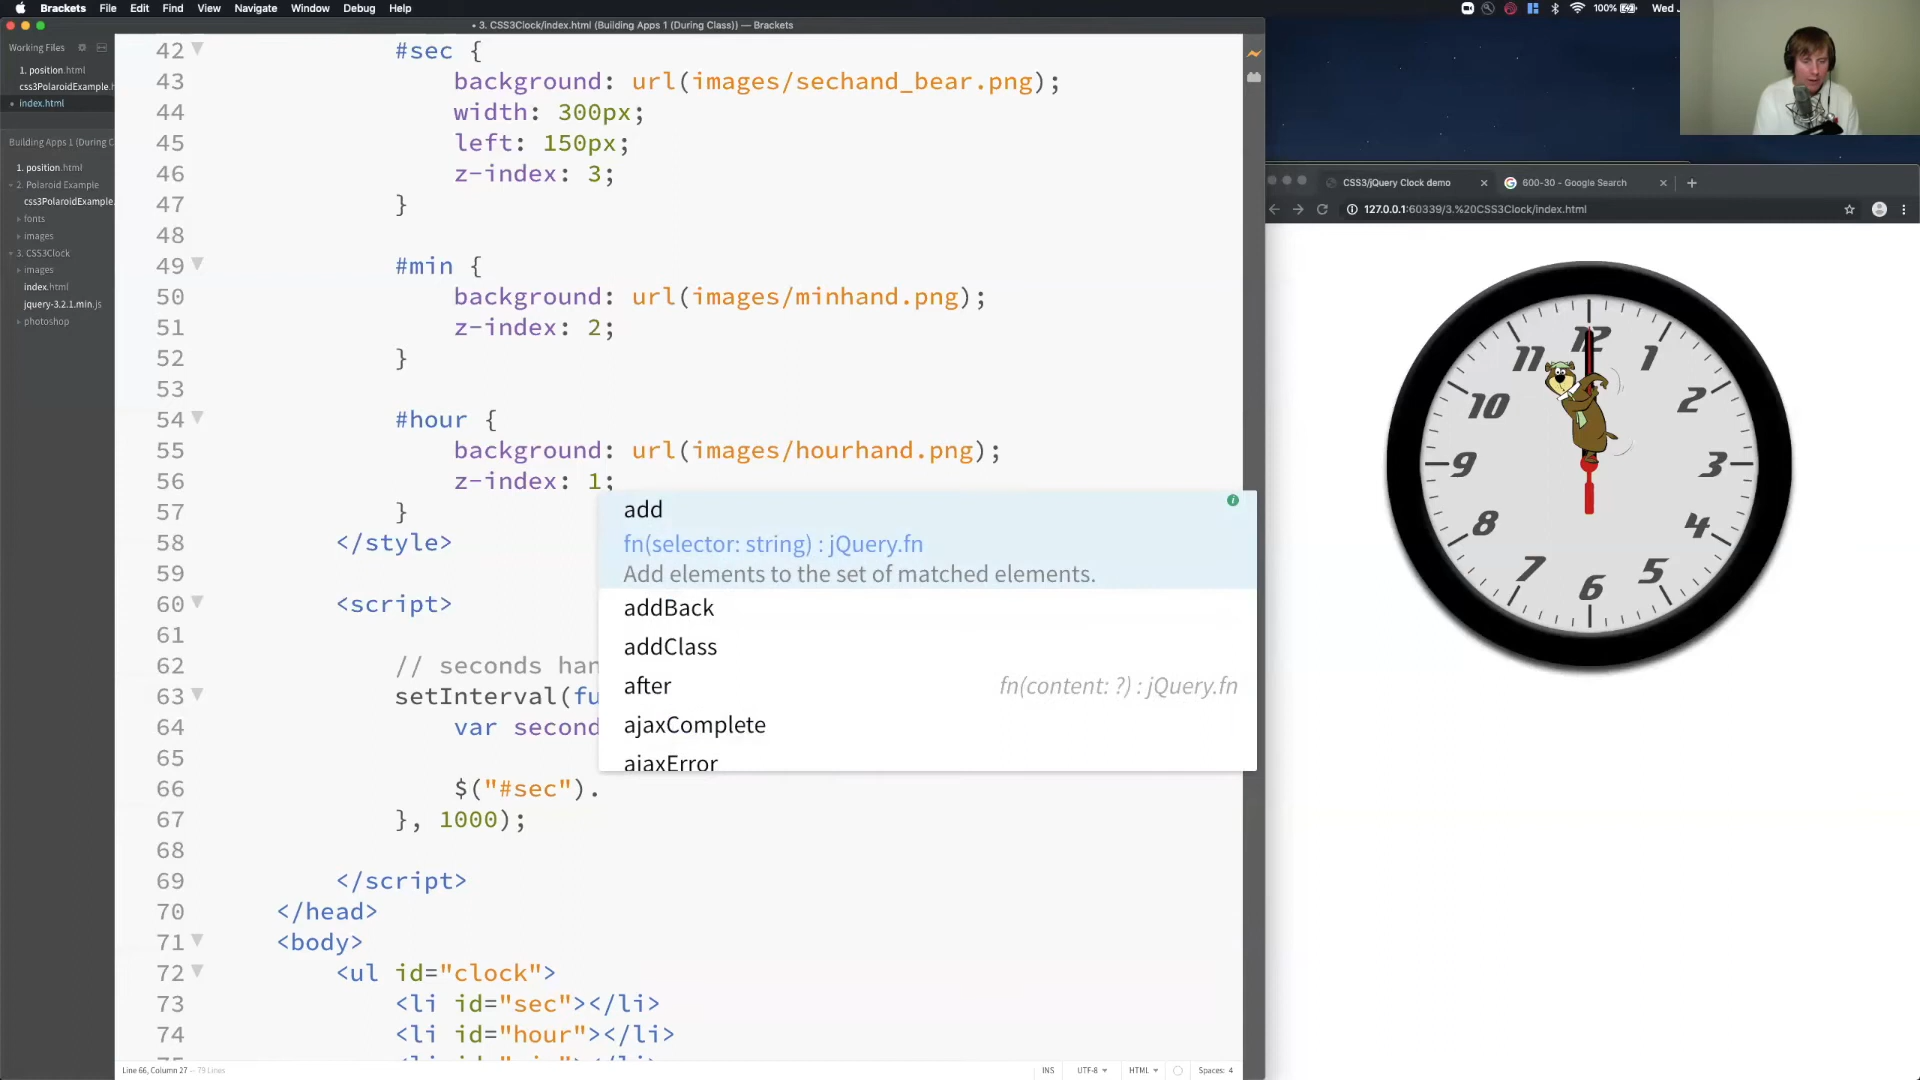 Brackets File Edit Find View Navigate Window Debug Help
100% Wed
• 3. CSS3Clock/index.html (Building Apps 1 (During Class)) — Brackets
Working Files
1. position.html
css3PolaroidExample.h
• index.html
Building Apps 1 (During C
1. position.html
2. Polaroid Example
css3PolaroidExample.
fonts
images
3. CSS3Clock
images
index.html
jquery-3.2.1.min.js
photoshop
42 #sec {
43 background: url(images/sechand_bear.png);
44 width: 300px;
45 left: 150px;
46 z-index: 3;
47 }
48
49 #min {
50 background: url(images/minhand.png);
51 z-index: 2;
52 }
53
54 #hour {
55 background: url(images/hourhand.png);
56 z-index: 1;
57 }
58 </style>
59
60 <script>
61
62 // seconds han
63 setInterval(fu
64 var second
65
66 $("#sec").
67 }, 1000);
68
69 </script>
70 </head>
71 <body>
72 <ul id="clock">
73 <li id="sec"></li>
74 <li id="hour"></li>
add
fn(selector: string) : jQuery.fn
Add elements to the set of matched elements.
addBack
addClass
after fn(content: ?) : jQuery.fn
ajaxComplete
ajaxError
Line 66, Column 27 — 79 Lines
INS UTF-8 HTML Spaces: 4
CSS3/jQuery Clock demo
600-30 - Google Search
127.0.0.1:60339/3.%20CSS3Clock/index.html
12
11 1
10 2
9 3
8 4
7 5
6